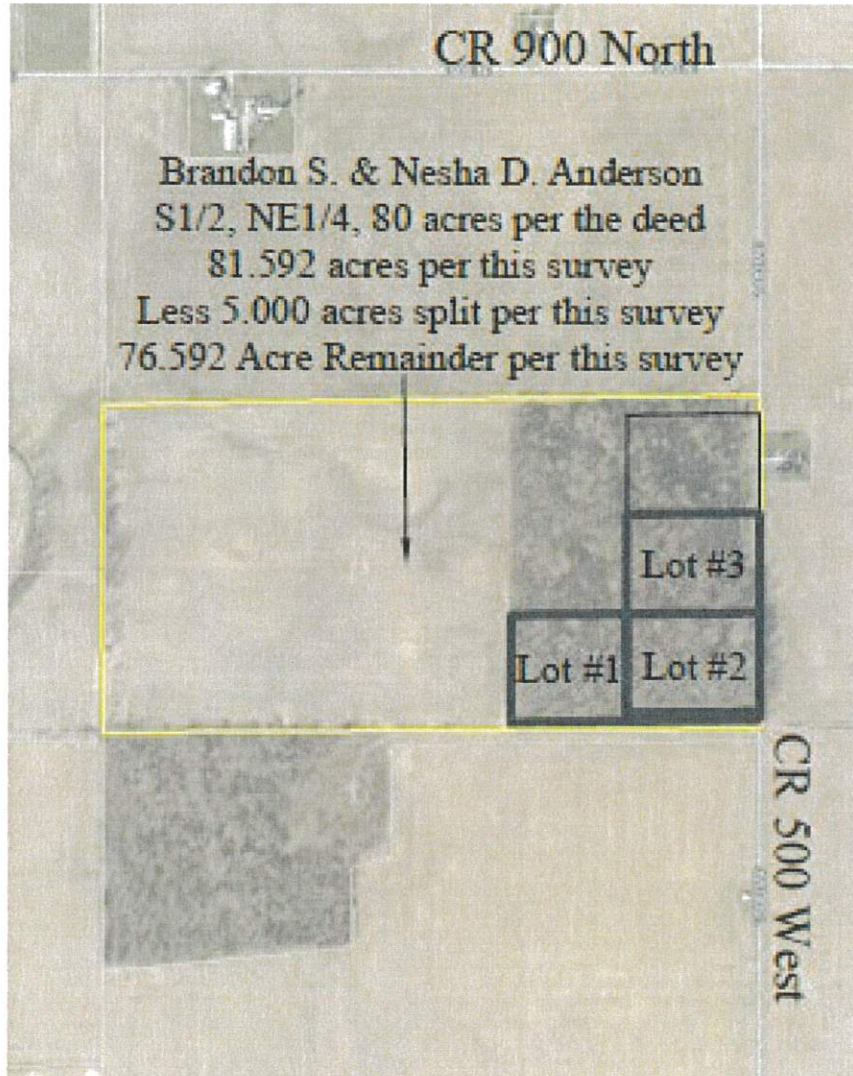 CR 900 North
Brandon S. & Nesha D. Anderson
S1/2, NE1/4, 80 acres per the deed
81.592 acres per this survey
Less 5.000 acres split per this survey
76.592 Acre Remainder per this survey
Lot #3
Lot #1
Lot #2
CR 500 West